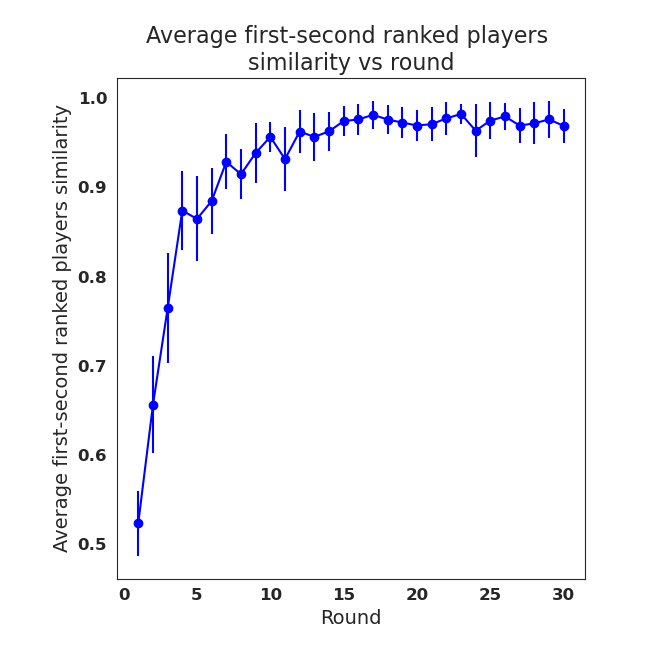 Average first-second ranked players
similarity vs round
Average first-second ranked players similarity
1.0
0.9
0.8
0.7
0.6
0.5
0 5 10 15 20 25 30
Round